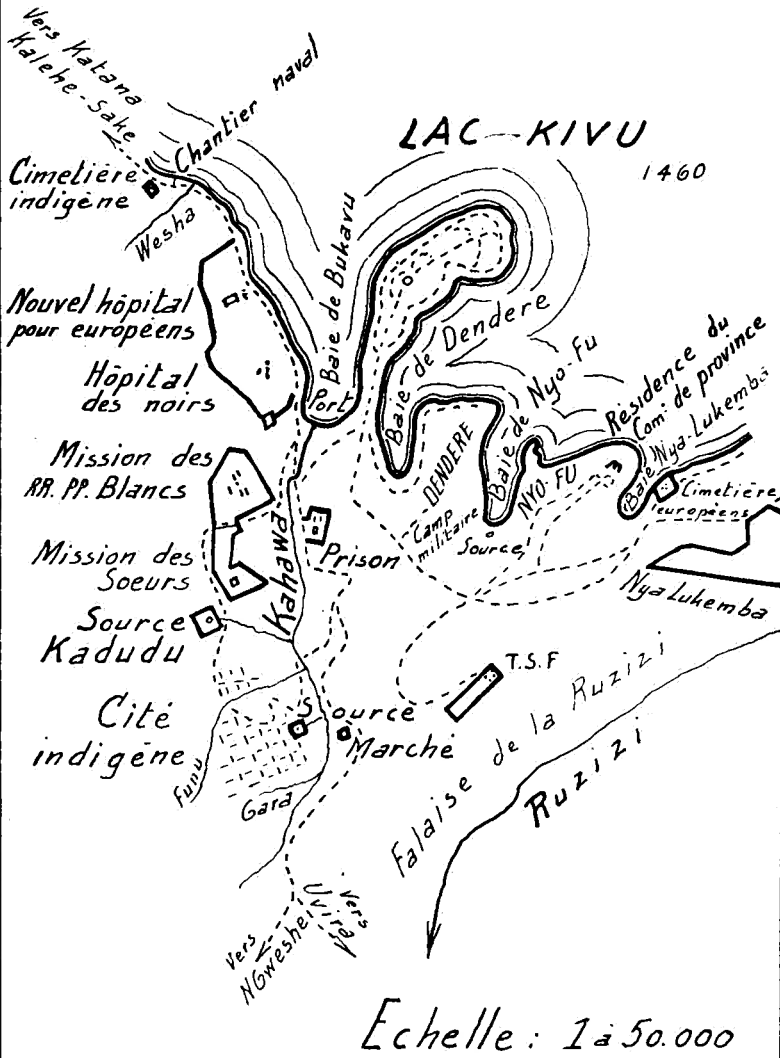 Vers Katana
Kalehe-Sake
Chantier naval
LAC - KIVU
1460
Cimetière
indigène
Wesha
Baie de Bukavu
Nouvel hôpital
pour européens
Hôpital
des noirs
Port
Baie de Dendere
Baie de Nyo-Fu
Résidence du
Com. de province
Baie Nya-Lukemba
DENDERE
NYO-FU
Mission des
RR. PP. Blancs
Camp
militaire
Source
Cimetière
européens
Prison
Kahewa
Mission des
Soeurs
Nya Lukemba
Source
Kadudu
T.S.F
Cité
indigène
Source
Marché
Funu
Gara
Falaise de la Ruzizi
Ruzizi
Vers
NGweshe
Vers
Uvira
Echelle: 1 à 50.000